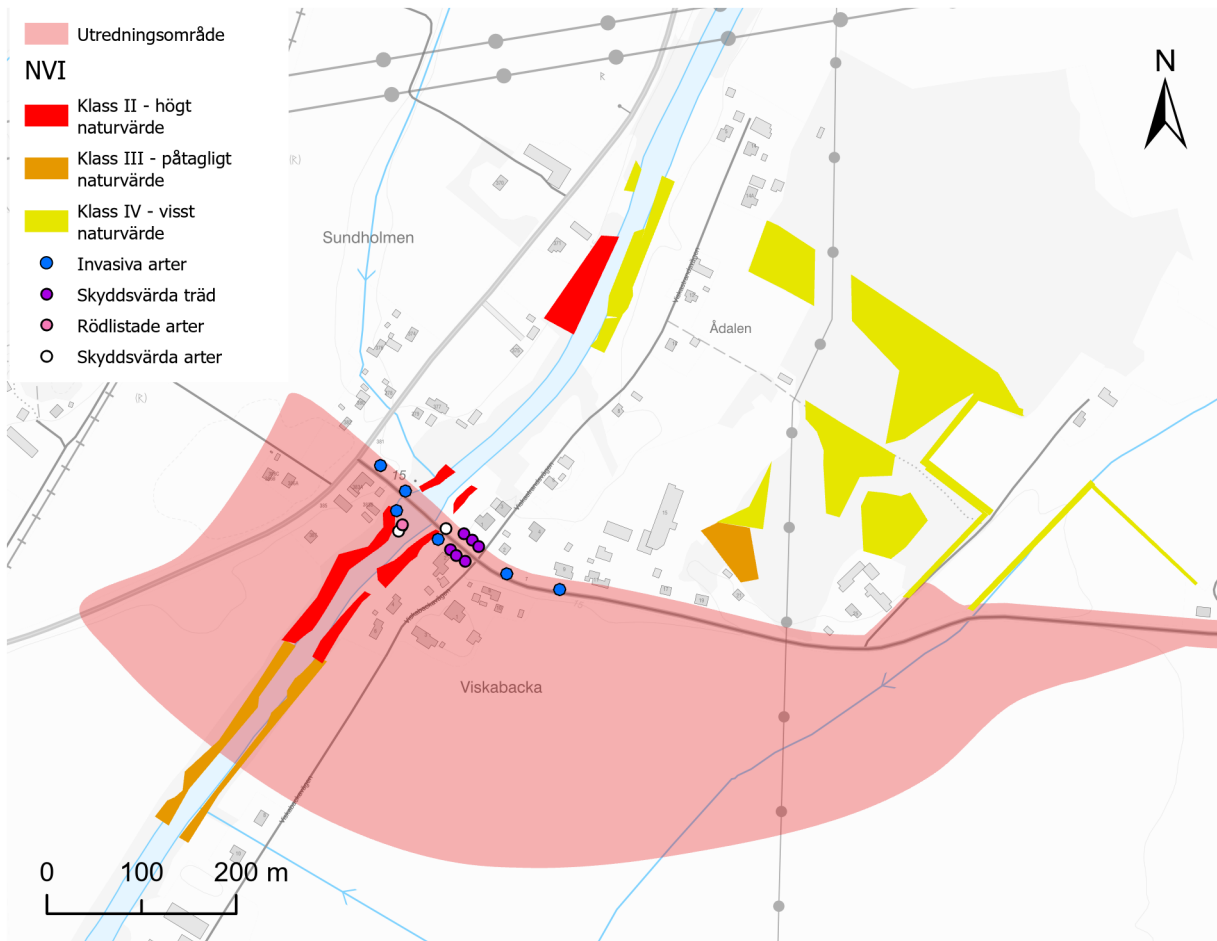 Utredningsområde
NVI
Klass II - högt
naturvärde
Klass III - påtagligt
naturvärde
Klass IV - visst
naturvärde
Invasiva arter
Skyddsvärda träd
Rödlistade arter
Skyddsvärda arter
N
R
(R)
Sundholmen
Ådalen
(R)
15
Viskastrandsvägen
Viskabacka
0 100 200 m